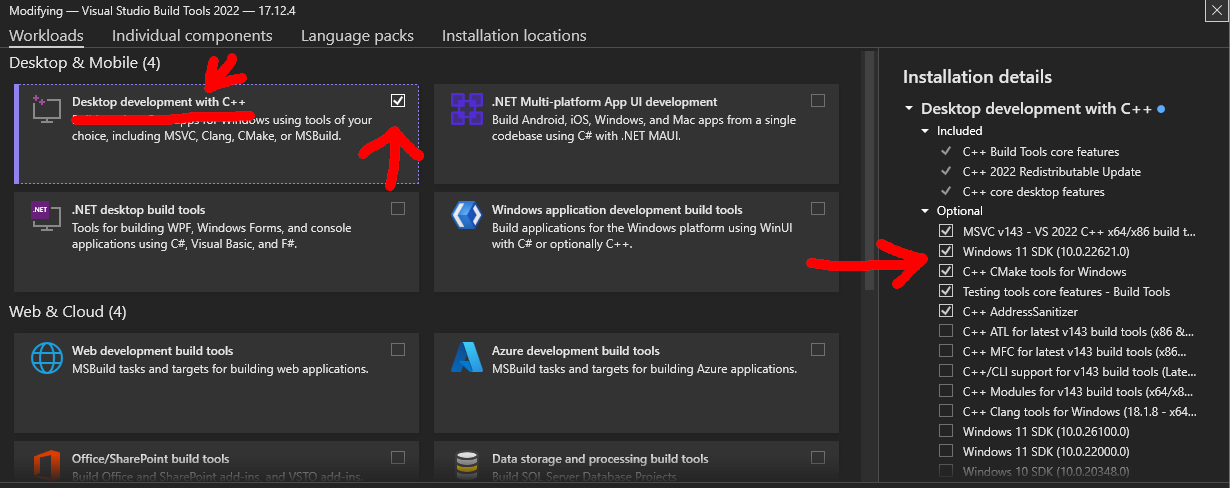 Modifying — Visual Studio Build Tools 2022 — 17.12.4
Workloads Individual components Language packs Installation locations
Desktop & Mobile (4)
Desktop development with C++
for Windows using tools of your
choice, including MSVC, Clang, CMake, or MSBuild.
.NET Multi-platform App UI development
Build Android, iOS, Windows, and Mac apps from a single
codebase using C# with .NET MAUI.
.NET
.NET desktop build tools
Tools for building WPF, Windows Forms, and console
applications using C#, Visual Basic, and F#.
Windows application development build tools
Build applications for the Windows platform using WinUI
with C# or optionally C++.
Web & Cloud (4)
Web development build tools
MSBuild tasks and targets for building web applications.
Azure development build tools
MSBuild tasks and targets for building Azure applications.
Office/SharePoint build tools
Build Office and SharePoint add-ins, and VSTO add-ins.
Data storage and processing build tools
Build SQL Server Database Projects
Installation details
Desktop development with C++
Included
C++ Build Tools core features
C++ 2022 Redistributable Update
C++ core desktop features
Optional
MSVC v143 - VS 2022 C++ x64/x86 build t...
Windows 11 SDK (10.0.22621.0)
C++ CMake tools for Windows
Testing tools core features - Build Tools
C++ AddressSanitizer
C++ ATL for latest v143 build tools (x86 &...
C++ MFC for latest v143 build tools (x86...
C++/CLI support for v143 build tools (Late...
C++ Modules for v143 build tools (x64/x8...
C++ Clang tools for Windows (18.1.8 - x64...
Windows 11 SDK (10.0.26100.0)
Windows 11 SDK (10.0.22000.0)
Windows 10 SDK (10.0.20348.0)